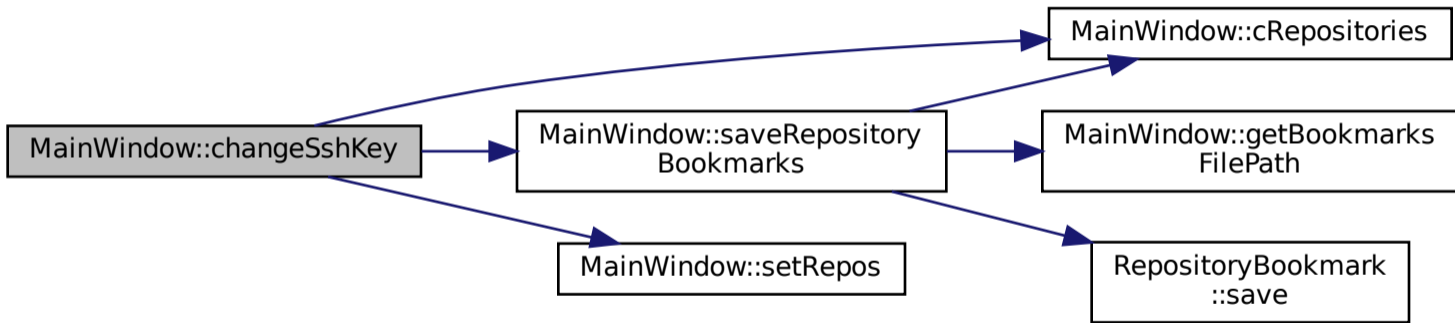 MainWindow::changeSshKey
MainWindow::saveRepository
Bookmarks
MainWindow::setRepos
MainWindow::cRepositories
MainWindow::getBookmarks
FilePath
RepositoryBookmark
::save